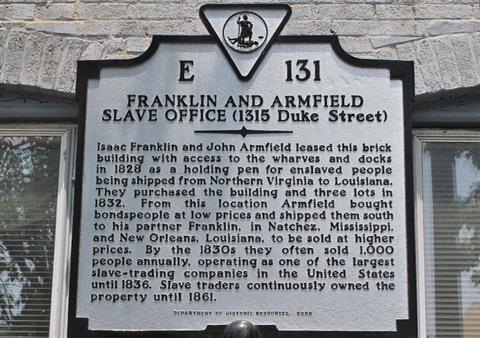 E 131
FRANKLIN AND ARMFIELD
SLAVE OFFICE (1315 Duke Street)
Isaac Franklin and John Armfield leased this brick
building with access to the wharves and docks
in 1828 as a holding pen for enslaved people
being shipped from Northern Virginia to Louisiana.
They purchased the building and three lots in
1832. From this location Armfield bought
bondspeople at low prices and shipped them south
to his partner Franklin, in Natchez, Mississippi,
and New Orleans, Louisiana, to be sold at higher
prices. By the 1830s they often sold 1,000
people annually, operating as one of the largest
slave-trading companies in the United States
until 1836. Slave traders continuously owned the
property until 1861.
DEPARTMENT OF HISTORIC RESOURCES, 2005